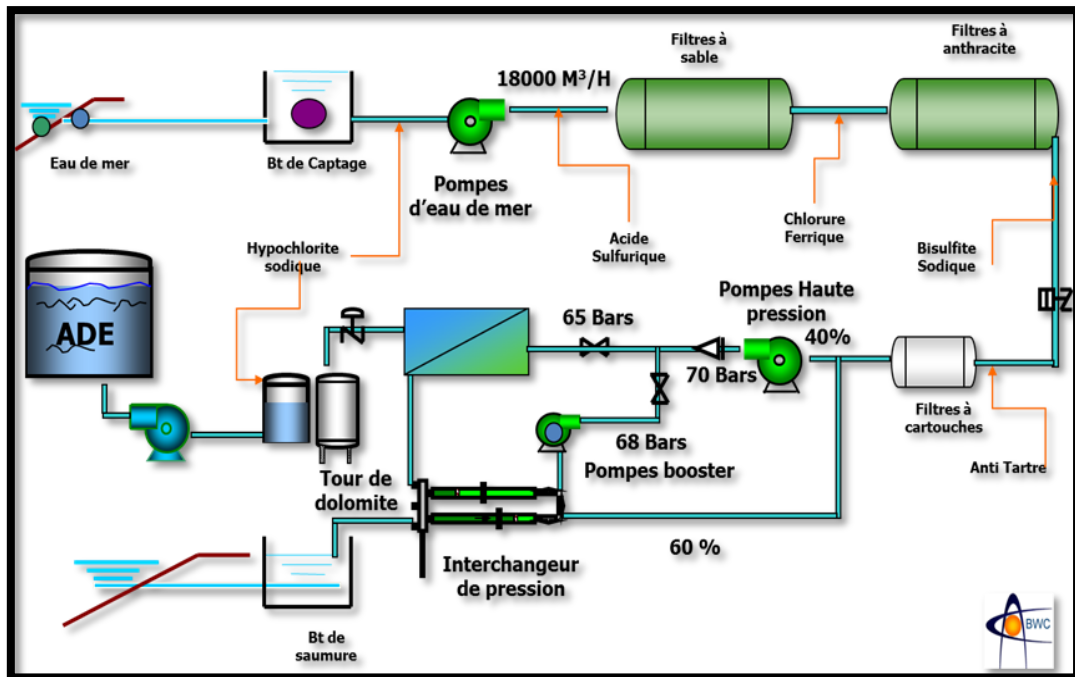 Filtres à
sable
Filtres à
anthracite
18000 M³/H
Eau de mer
Bt de Captage
Pompes
d'eau de mer
Hypochlorite
sodique
Acide
Sulfurique
Chlorure
Ferrique
Bisulfite
Sodique
ADE
65 Bars
Pompes Haute
pression
40%
70 Bars
68 Bars
Pompes booster
Filtres à
cartouches
Anti Tartre
Tour de
dolomite
Interchangeur
de pression
60 %
Bt de
saumure
BWC